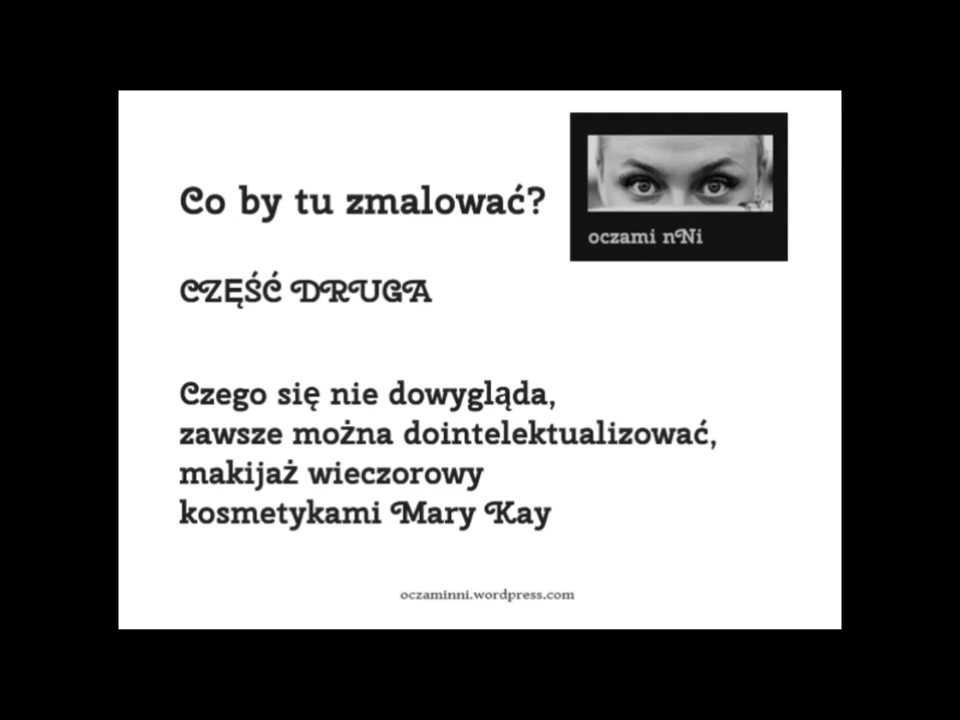 Co by tu zmalować?
oczami nNi
CZĘŚĆ DRUGA
Czego się nie dowygląda,
zawsze można dointelektualizować,
makijaż wieczorowy
kosmetykami Mary Kay
oczaminni.wordpress.com